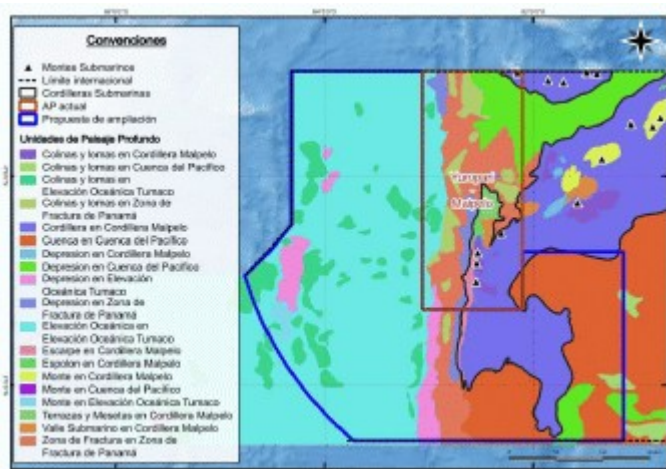 Convenciones
Montes Submarinos
Límite internacional
Cordilleras Submarinas
AP actual
Propuesta de ampliación
Unidades de Paisaje Profundo
Colinas y lomas en Cordillera Malpelo
Colinas y lomas en Cuenca del Pacífico
Colinas y lomas en
Elevación Oceánica Tumaco
Colinas y lomas en Zona de
Fractura de Panamá
Cordillera en Cordillera Malpelo
Cuenca en Cuenca del Pacífico
Depresion en Cordillera Malpelo
Depresion en Cuenca del Pacífico
Depresion en Elevación
Oceánica Tumaco
Depresion en Zona de
Fractura de Panamá
Elevación Oceánica en
Elevación Oceánica Tumaco
Escarpe en Cordillera Malpelo
Espolon en Cordillera Malpelo
Monte en Cordillera Malpelo
Monte en Cuenca del Pacífico
Monte en Elevación Oceánica Tumaco
Terrazas y Mesetas en Cordillera Malpelo
Valle Submarino en Cordillera Malpelo
Zona de Fractura en Zona de
Fractura de Panamá
Yurupari
Malpelo